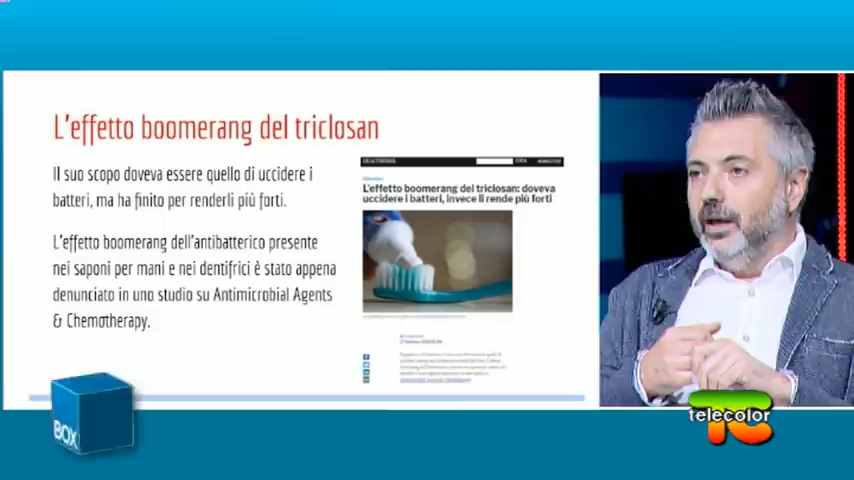 L'effetto boomerang del triclosan
Il suo scopo doveva essere quello di uccidere i
batteri, ma ha finito per renderli più forti.
L'effetto boomerang dell'antibatterico presente
nei saponi per mani e nei dentifrici è stato appena
denunciato in uno studio su Antimicrobial Agents
& Chemotherapy.
L'effetto boomerang del triclosan: doveva
uccidere i batteri, invece li rende più forti
BOX
telecolor
TC